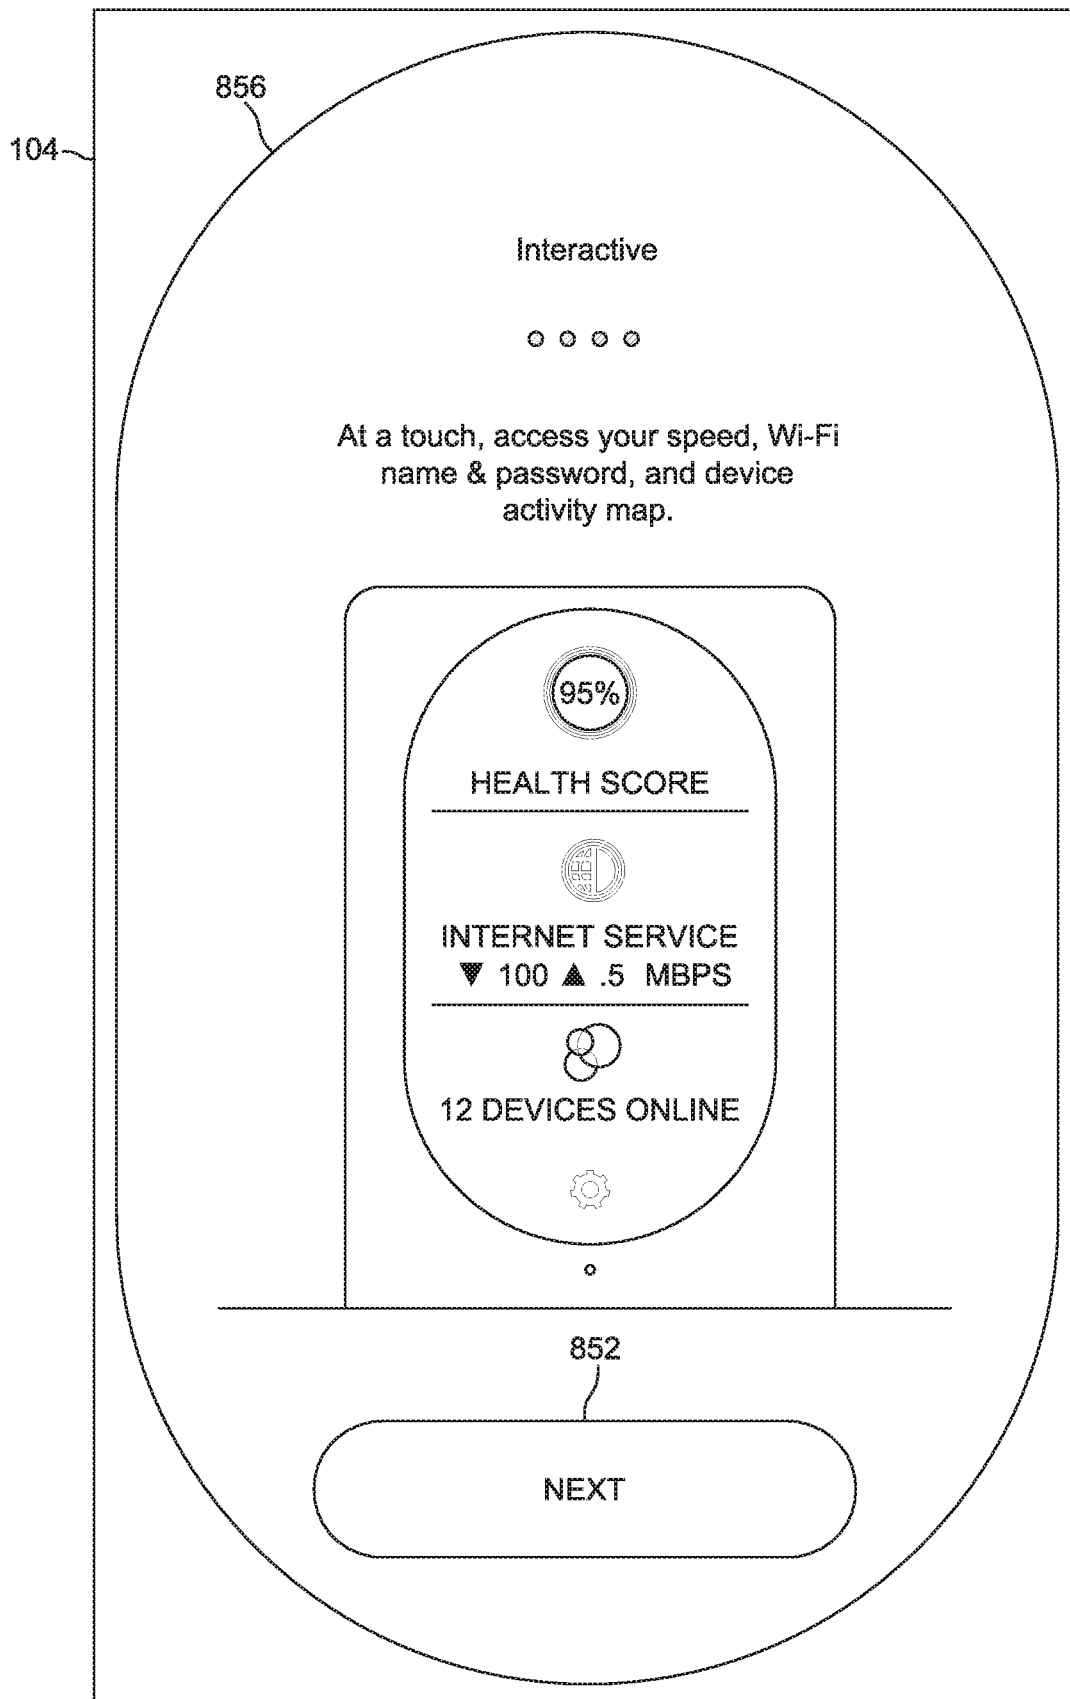 856
104
Interactive
At a touch, access your speed, Wi-Fi
name & password, and device
activity map.
95%
HEALTH SCORE
INTERNET SERVICE
▼ 100 ▲ .5 MBPS
12 DEVICES ONLINE
852
NEXT